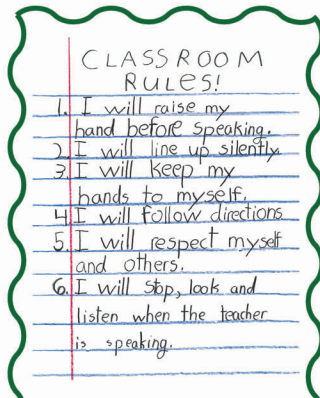 CLASSROOM
RULES!
1. I will raise my
hand before speaking.
2. I will line up silently
3. I will keep my
hands to myself.
4 I will follow directions
5. I will respect myself
and others.
6. I will stop, look and
listen when the teacher
is speaking.